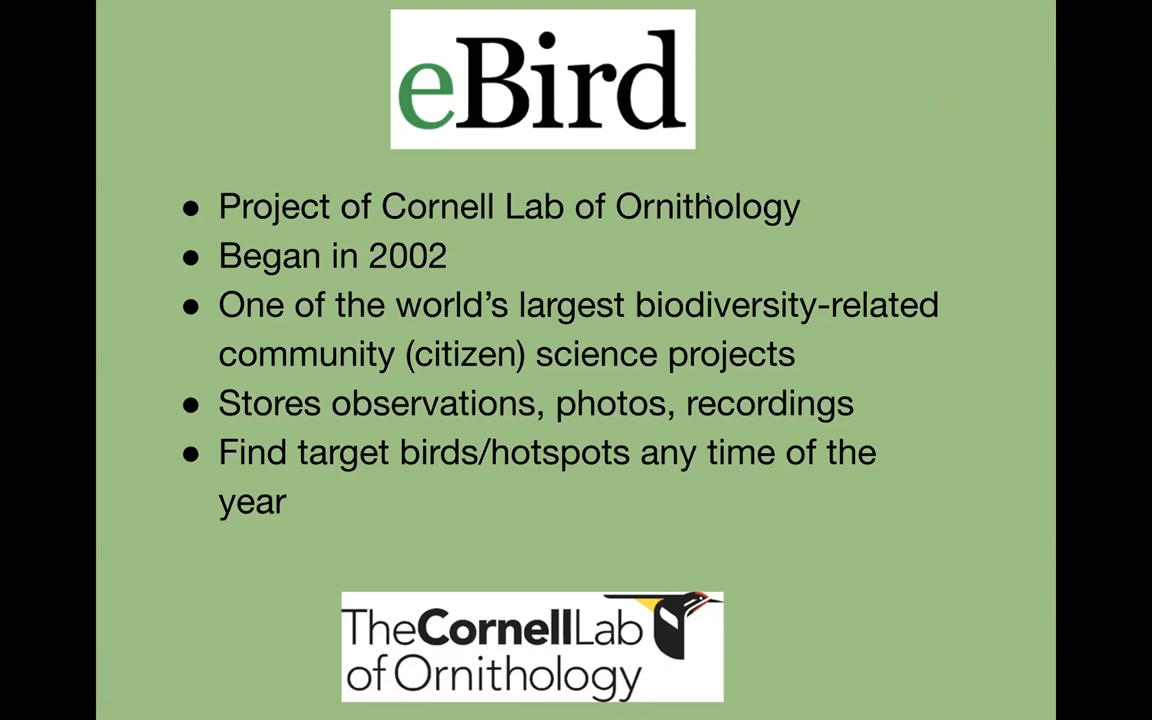 eBird
● Project of Cornell Lab of Ornithology
● Began in 2002
● One of the world’s largest biodiversity-related
community (citizen) science projects
● Stores observations, photos, recordings
● Find target birds/hotspots any time of the
year
TheCornellLab
of Ornithology